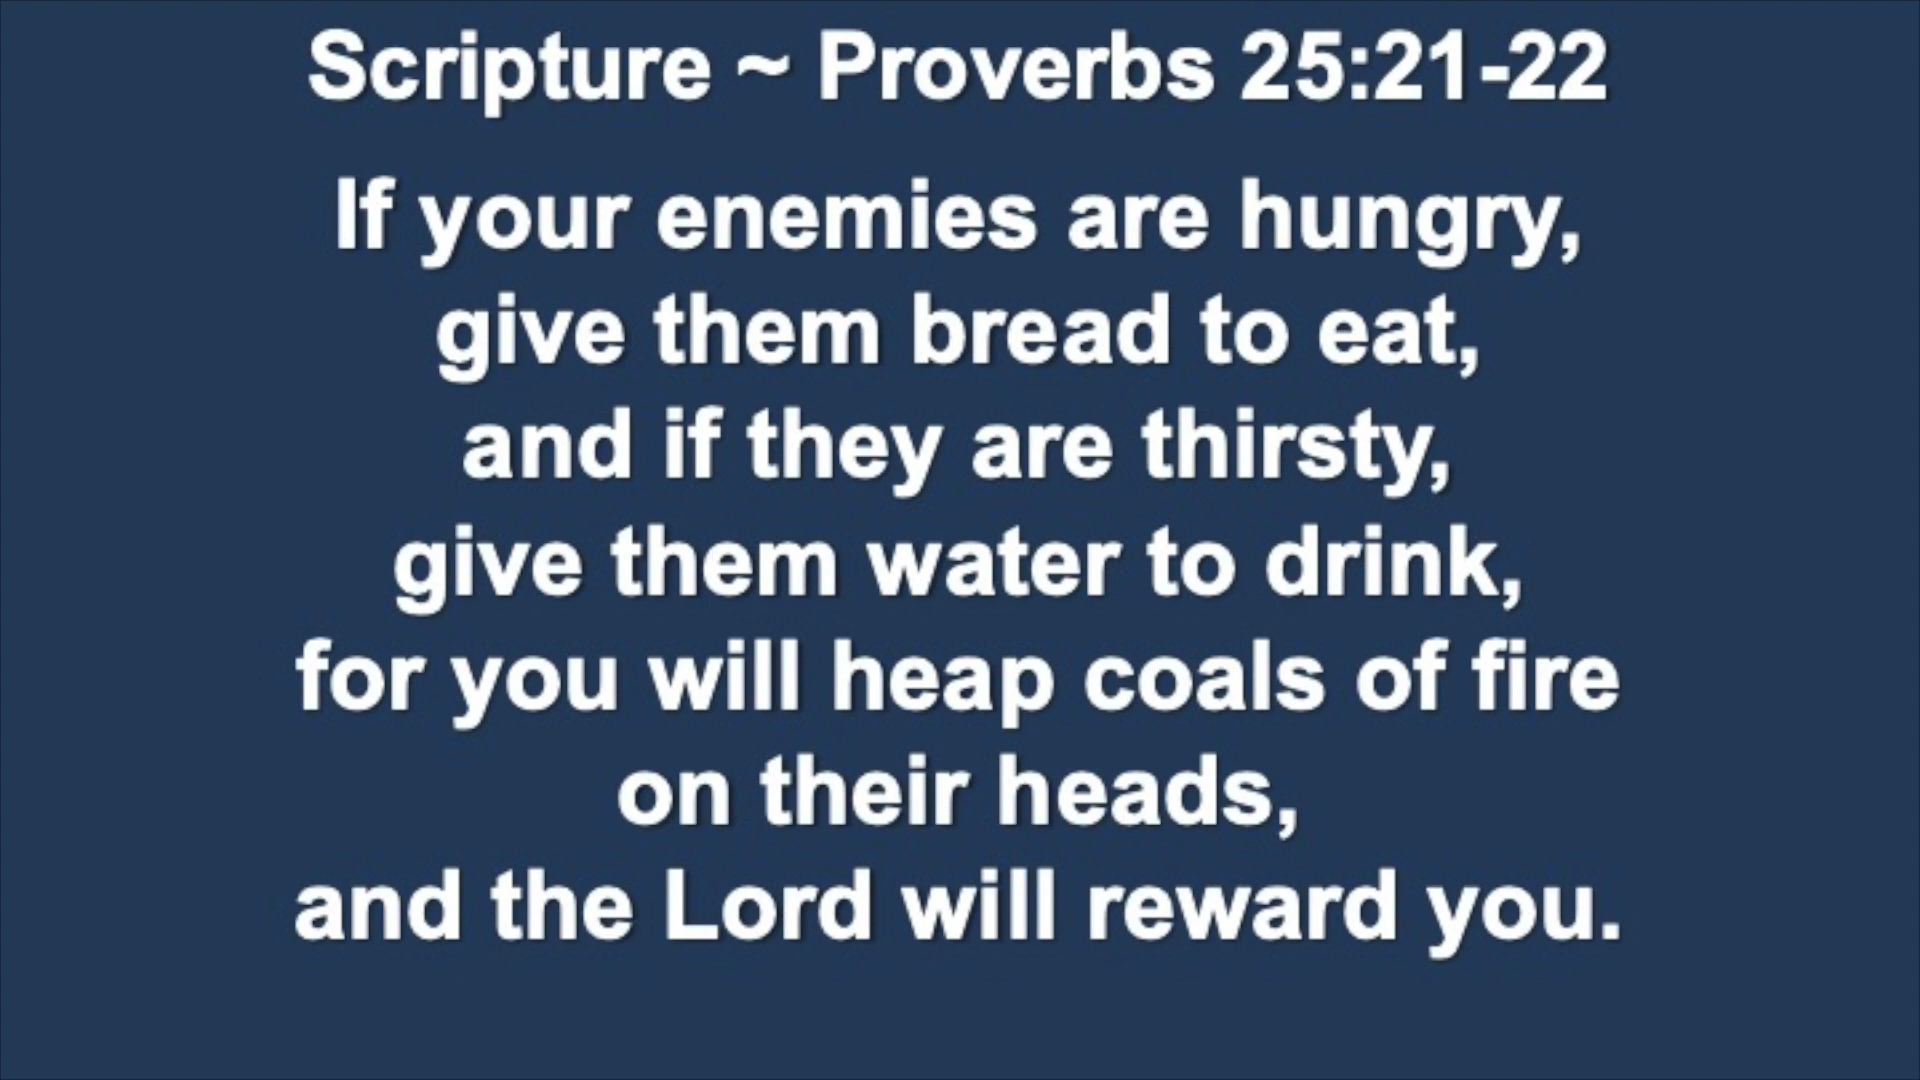 Scripture ~ Proverbs 25:21-22
If your enemies are hungry,
give them bread to eat,
and if they are thirsty,
give them water to drink,
for you will heap coals of fire
on their heads,
and the Lord will reward you.